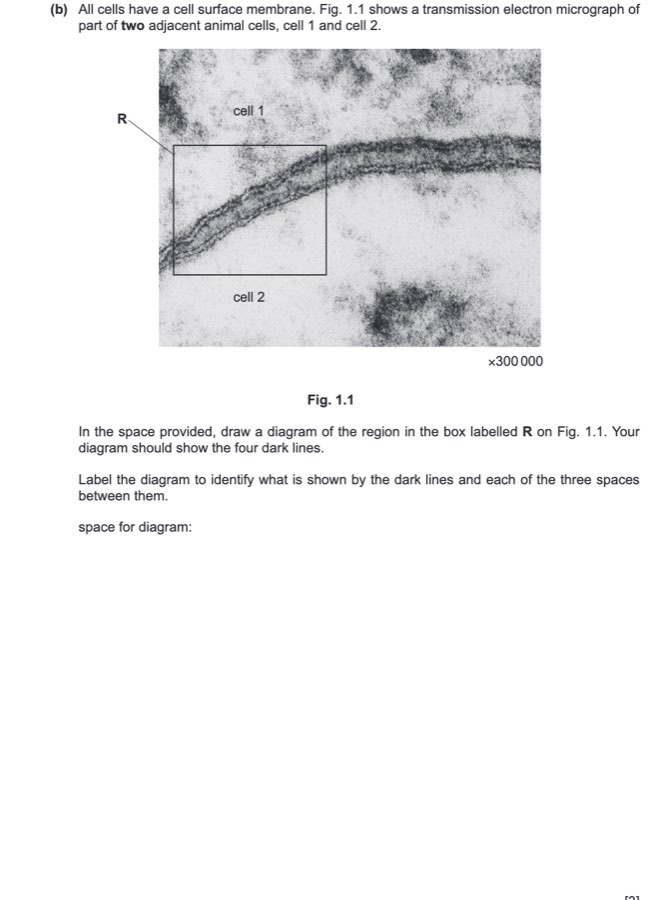 (b) All cells have a cell surface membrane. Fig. 1.1 shows a transmission electron micrograph of
part of two adjacent animal cells, cell 1 and cell 2.
R
cell 1
cell 2
×300 000
Fig. 1.1
In the space provided, draw a diagram of the region in the box labelled R on Fig. 1.1. Your
diagram should show the four dark lines.
Label the diagram to identify what is shown by the dark lines and each of the three spaces
between them.
space for diagram: